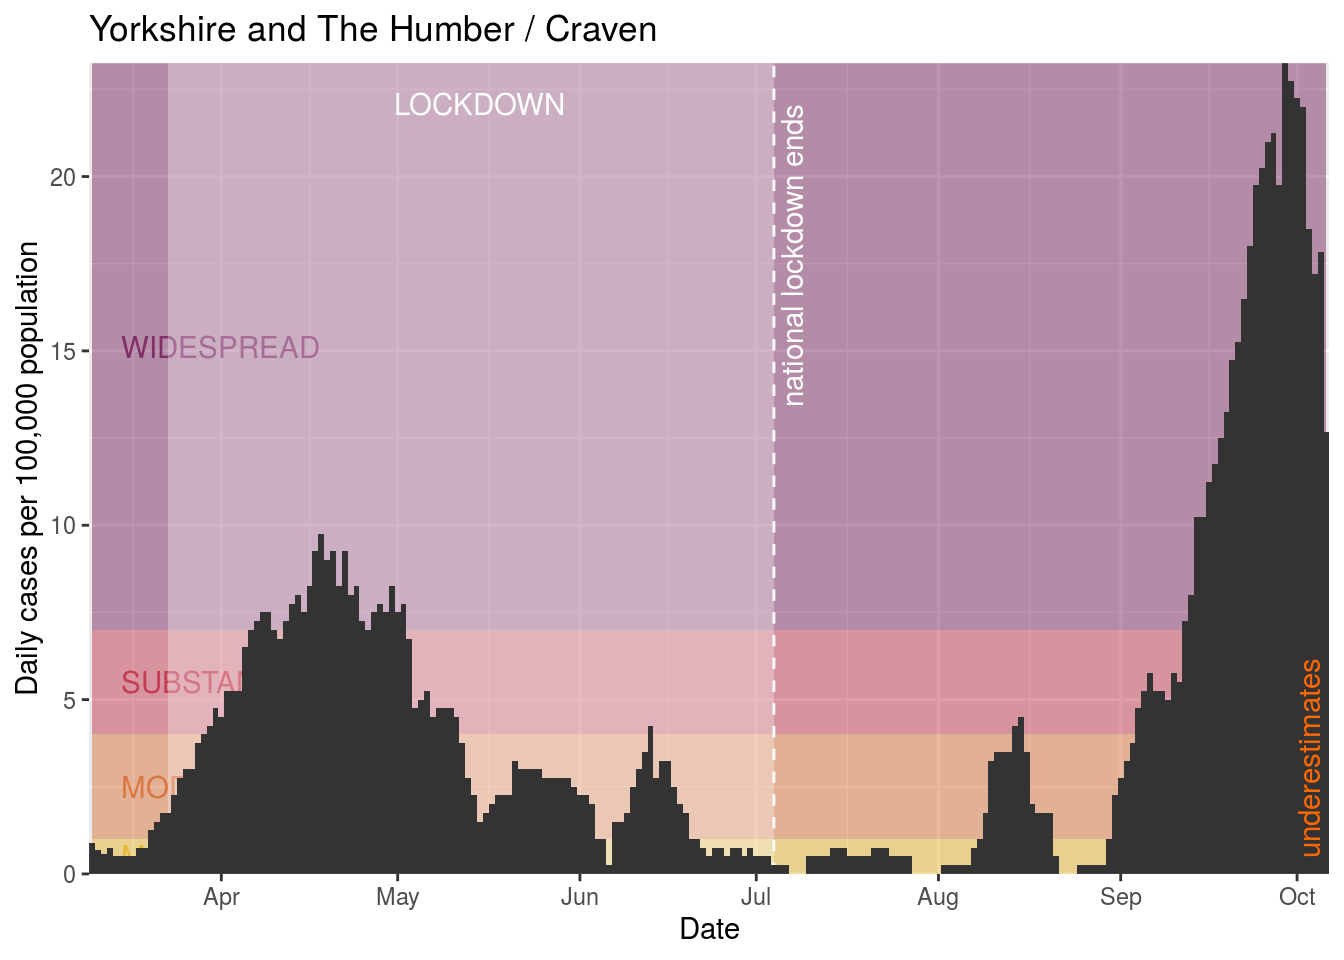 Yorkshire and The Humber / Craven
LOCKDOWN
national lockdown ends
WIDESPREAD
underestimates
Daily cases per 100,000 population
20
15
10
5
0
Apr
May
Jun
Jul
Aug
Sep
Oct
Date